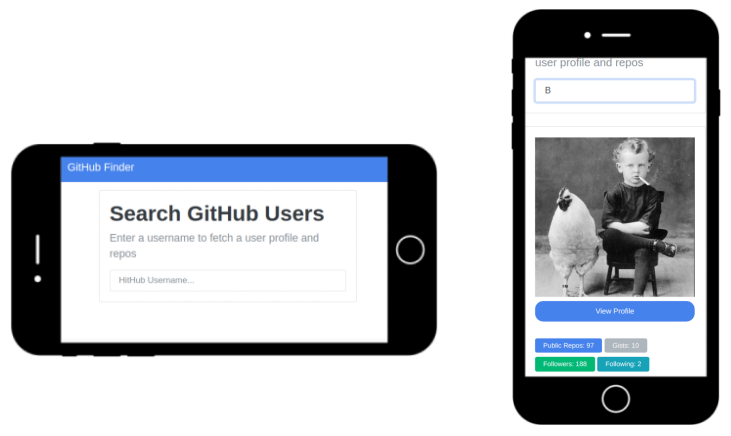 GitHub Finder
Search GitHub Users
Enter a username to fetch a user profile and
repos
HitHub Username...
user profile and repos
B
View Profile
Public Repos: 97
Gists: 10
Followers: 188
Following: 2